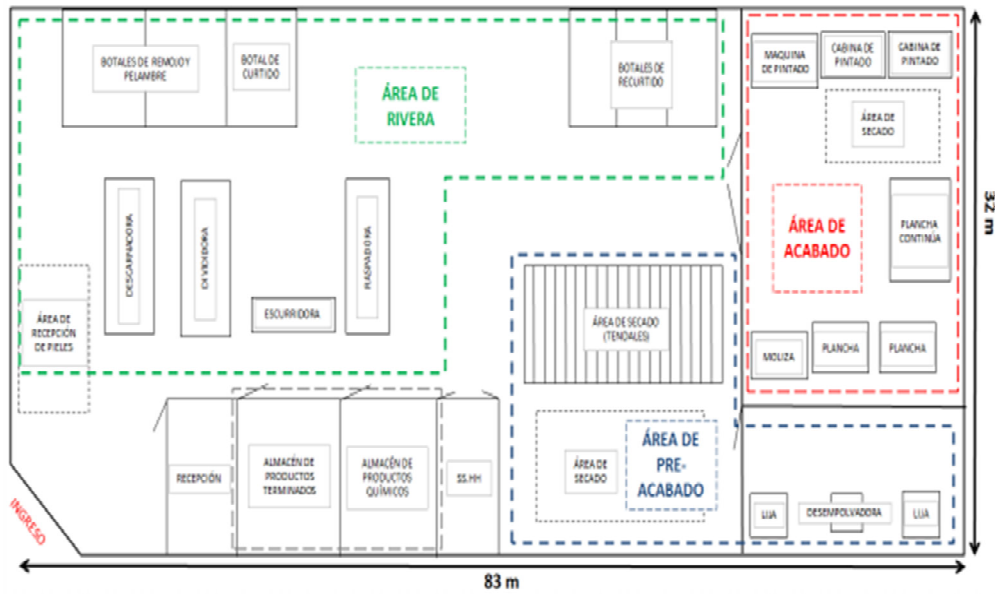 BOTALES DE REMOJO Y
PELAMBRE
BOTAL DE
CURTIDO
ÁREA DE
RIVERA
BOTALES DE
RECURTIDO
MAQUINA
DE PINTADO
CABINA DE
PINTADO
CABINA DE
PINTADO
ÁREA DE
SECADO
DESCARNADORA
DIVIDIDORA
ESCURRIDORA
RASPADORA
ÁREA DE
ACABADO
PLANCHA
CONTINÚA
32 m
ÁREA DE
RECEPCIÓN
DE PIELES
ÁREA DE SECADO
(TENDALES)
MOLIZA
PLANCHA
PLANCHA
RECEPCIÓN
ALMACÉN DE
PRODUCTOS
TERMINADOS
ALMACÉN DE
PRODUCTOS
QUÍMICOS
SS.HH
ÁREA DE
SECADO
ÁREA DE
PRE-
ACABADO
LIJA
DESEMPOLVADORA
LIJA
INGRESO
83 m